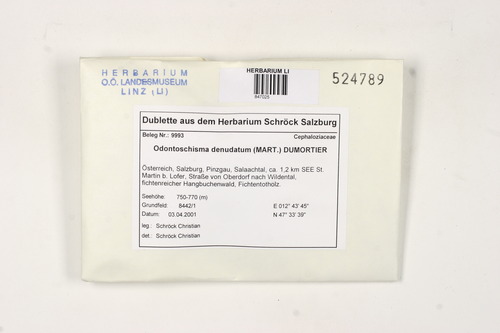 HERBARIUM
O.Ö. LANDESMUSEUM
LINZ (LI)
HERBARIUM LI
847025
524789
Dublette aus dem Herbarium Schröck Salzburg
Beleg Nr.: 9993 Cephaloziaceae
Odontoschisma denudatum (MART.) DUMORTIER
Österreich, Salzburg, Pinzgau, Salaachtal, ca. 1,2 km SEE St.
Martin b. Lofer, Straße von Oberdorf nach Wildental,
fichtenreicher Hangbuchenwald, Fichtentotholz.
Seehöhe: 750-770 (m)
Grundfeld: 8442/1 E 012° 43' 45"
Datum: 03.04.2001 N 47° 33' 39"
leg.: Schröck Christian
det.: Schröck Christian